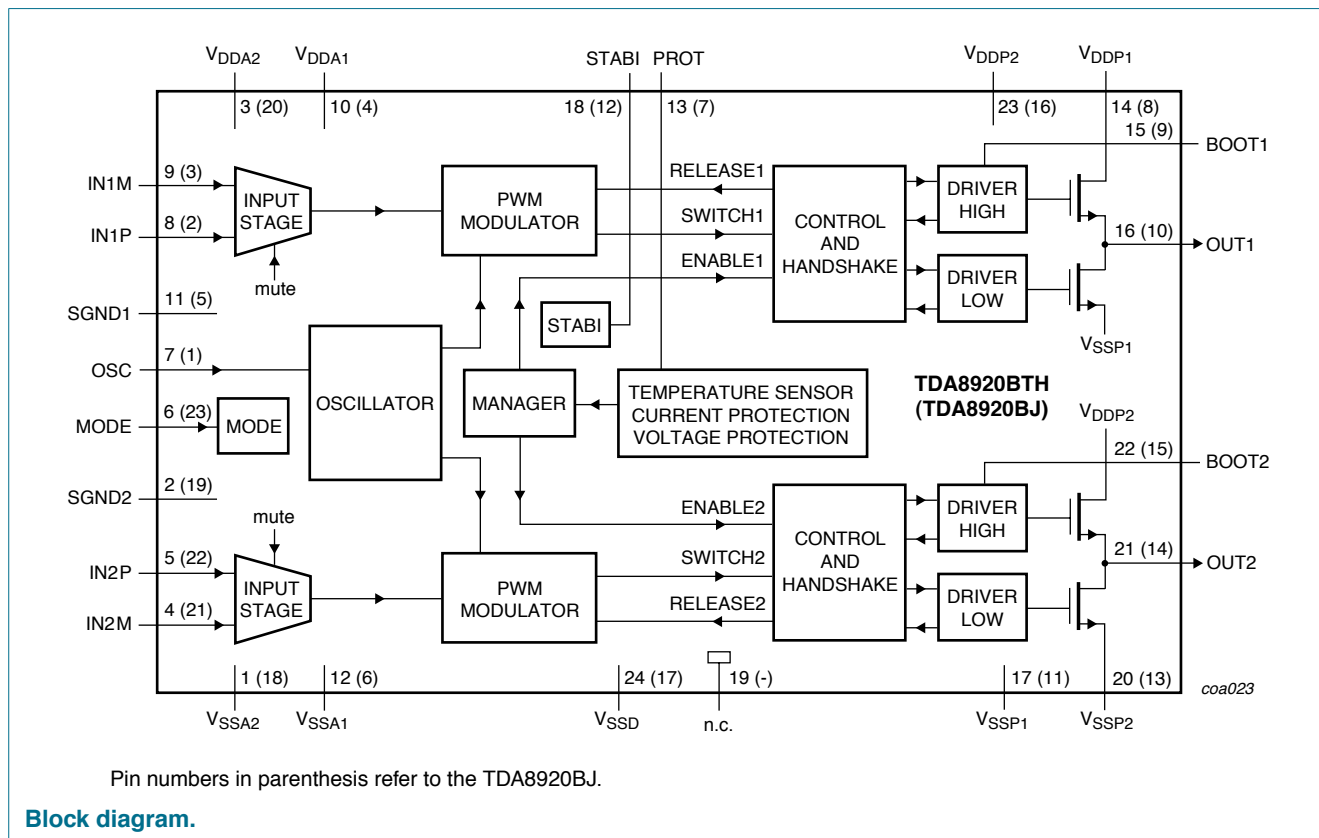 VDDA2
VDDA1
STABI
PROT
VDDP2
VDDP1
3 (20)
10 (4)
18 (12)
13 (7)
23 (16)
14 (8)
15 (9)
BOOT1
IN1M
9 (3)
INPUT
STAGE
IN1P
8 (2)
mute
PWM
MODULATOR
RELEASE1
SWITCH1
ENABLE1
CONTROL
AND
HANDSHAKE
DRIVER
HIGH
16 (10)
OUT1
DRIVER
LOW
VSSP1
SGND1
11 (5)
STABI
OSC
7 (1)
OSCILLATOR
MANAGER
TEMPERATURE SENSOR
CURRENT PROTECTION
VOLTAGE PROTECTION
TDA8920BTH
(TDA8920BJ)
MODE
6 (23)
MODE
VDDP2
22 (15)
BOOT2
SGND2
2 (19)
mute
ENABLE2
SWITCH2
RELEASE2
CONTROL
AND
HANDSHAKE
DRIVER
HIGH
21 (14)
OUT2
DRIVER
LOW
IN2P
5 (22)
INPUT
STAGE
IN2M
4 (21)
PWM
MODULATOR
1 (18)
12 (6)
24 (17)
19 (-)
17 (11)
20 (13)
VSSA2
VSSA1
VSSD
n.c.
VSSP1
VSSP2
coa023
Pin numbers in parenthesis refer to the TDA8920BJ.
Block diagram.